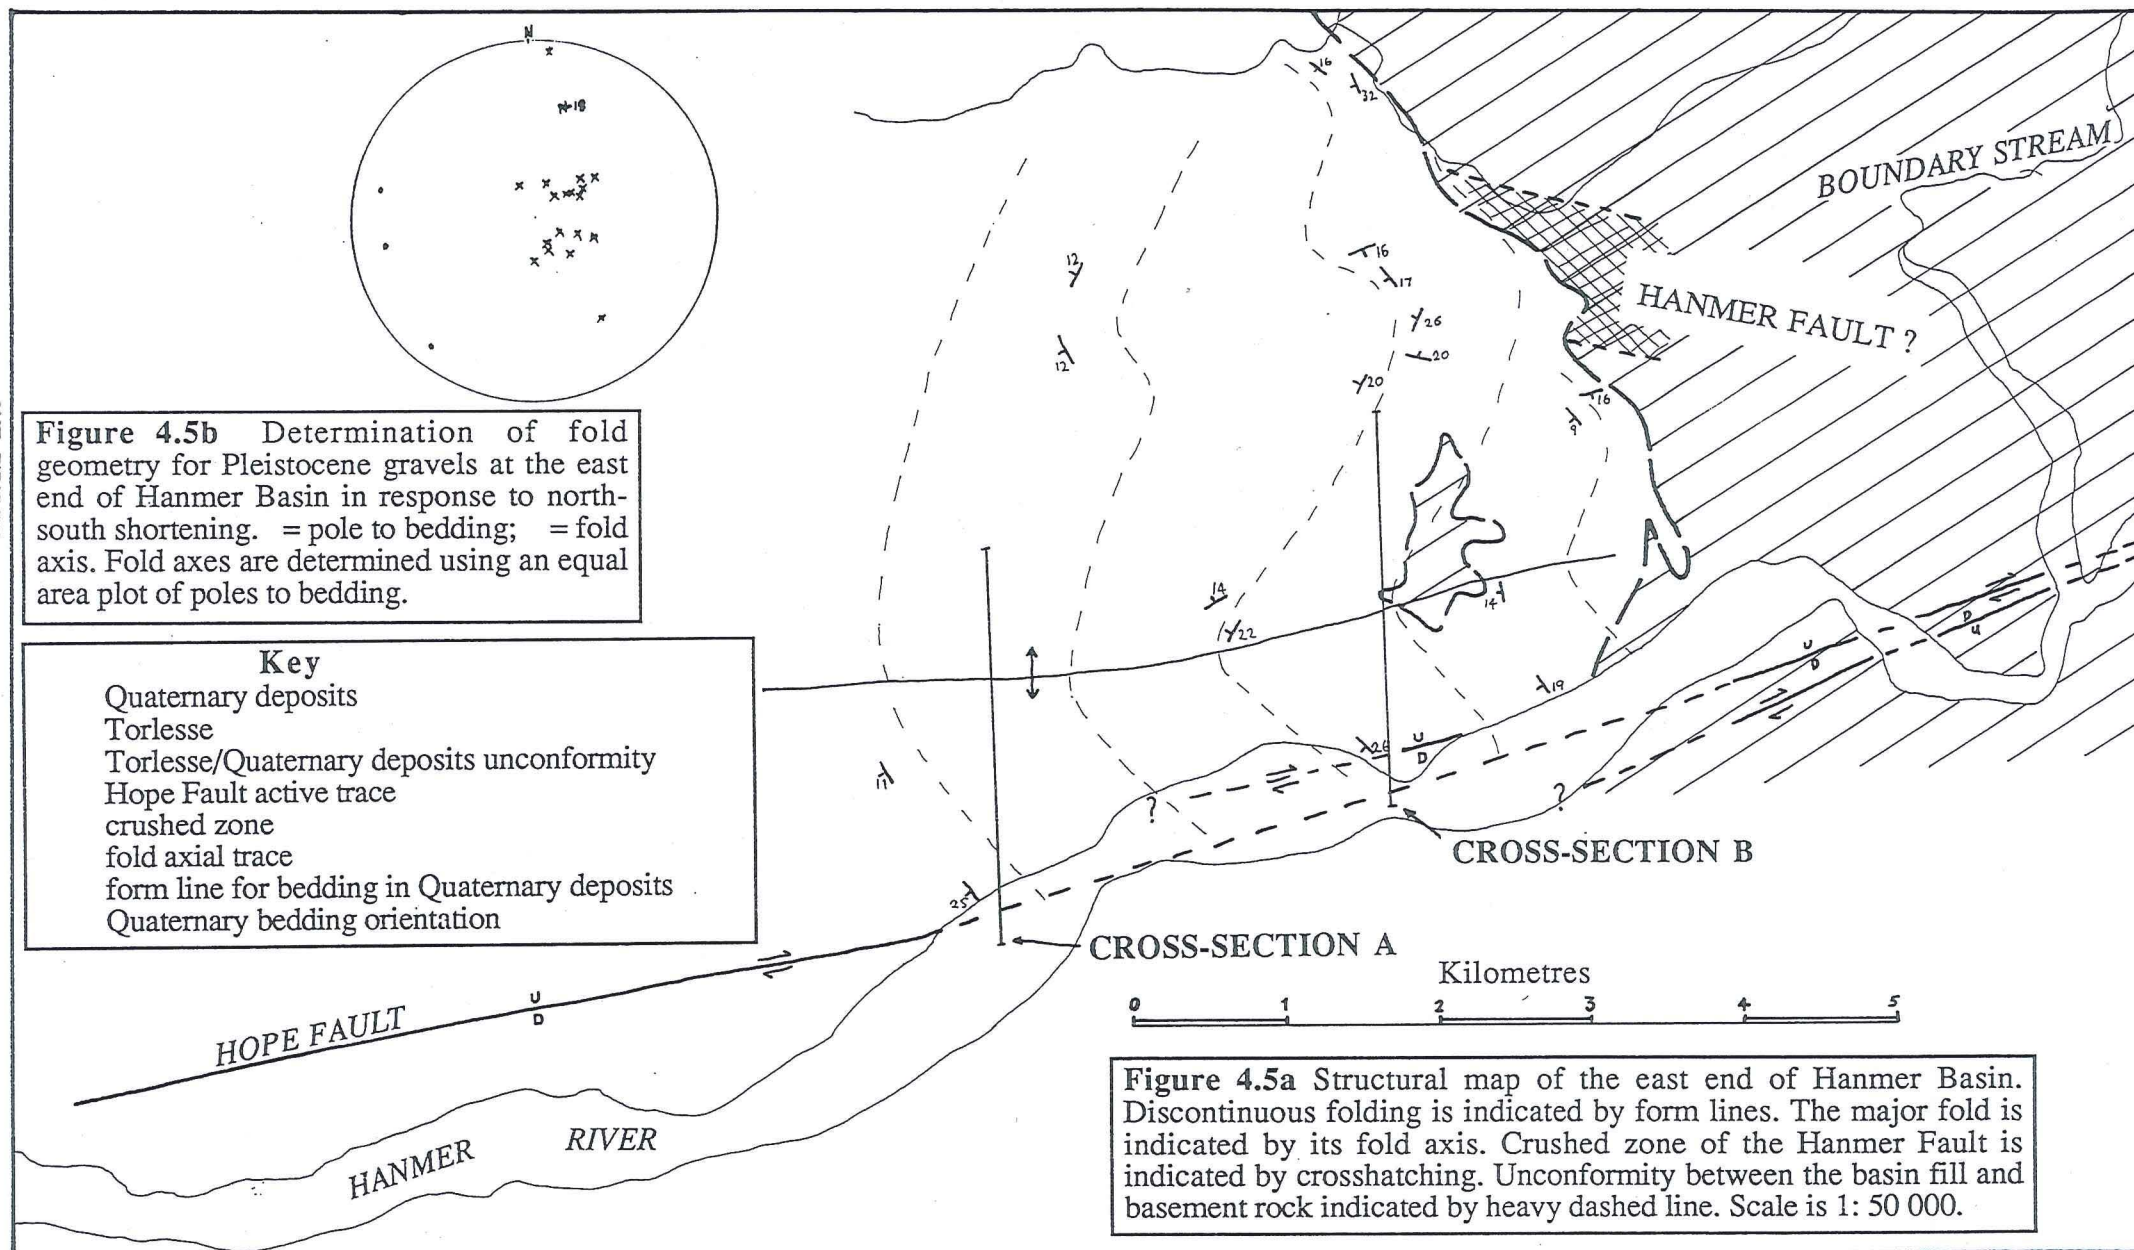 N
18
Figure 4.5b Determination of fold
geometry for Pleistocene gravels at the east
end of Hanmer Basin in response to north-
south shortening. = pole to bedding; = fold
axis. Fold axes are determined using an equal
area plot of poles to bedding.
Key
Quaternary deposits
Torlesse
Torlesse/Quaternary deposits unconformity
Hope Fault active trace
crushed zone
fold axial trace
form line for bedding in Quaternary deposits
Quaternary bedding orientation
16
32
BOUNDARY STREAM
12
16
17
HANMER FAULT ?
26
12
20
20
16
9
14
14
22
U
D
D
U
19
26
U
D
11
?
?
CROSS-SECTION B
25
CROSS-SECTION A
U
D
HOPE FAULT
HANMER RIVER
Kilometres
0 1 2 3 4 5
Figure 4.5a Structural map of the east end of Hanmer Basin.
Discontinuous folding is indicated by form lines. The major fold is
indicated by its fold axis. Crushed zone of the Hanmer Fault is
indicated by crosshatching. Unconformity between the basin fill and
basement rock indicated by heavy dashed line. Scale is 1: 50 000.